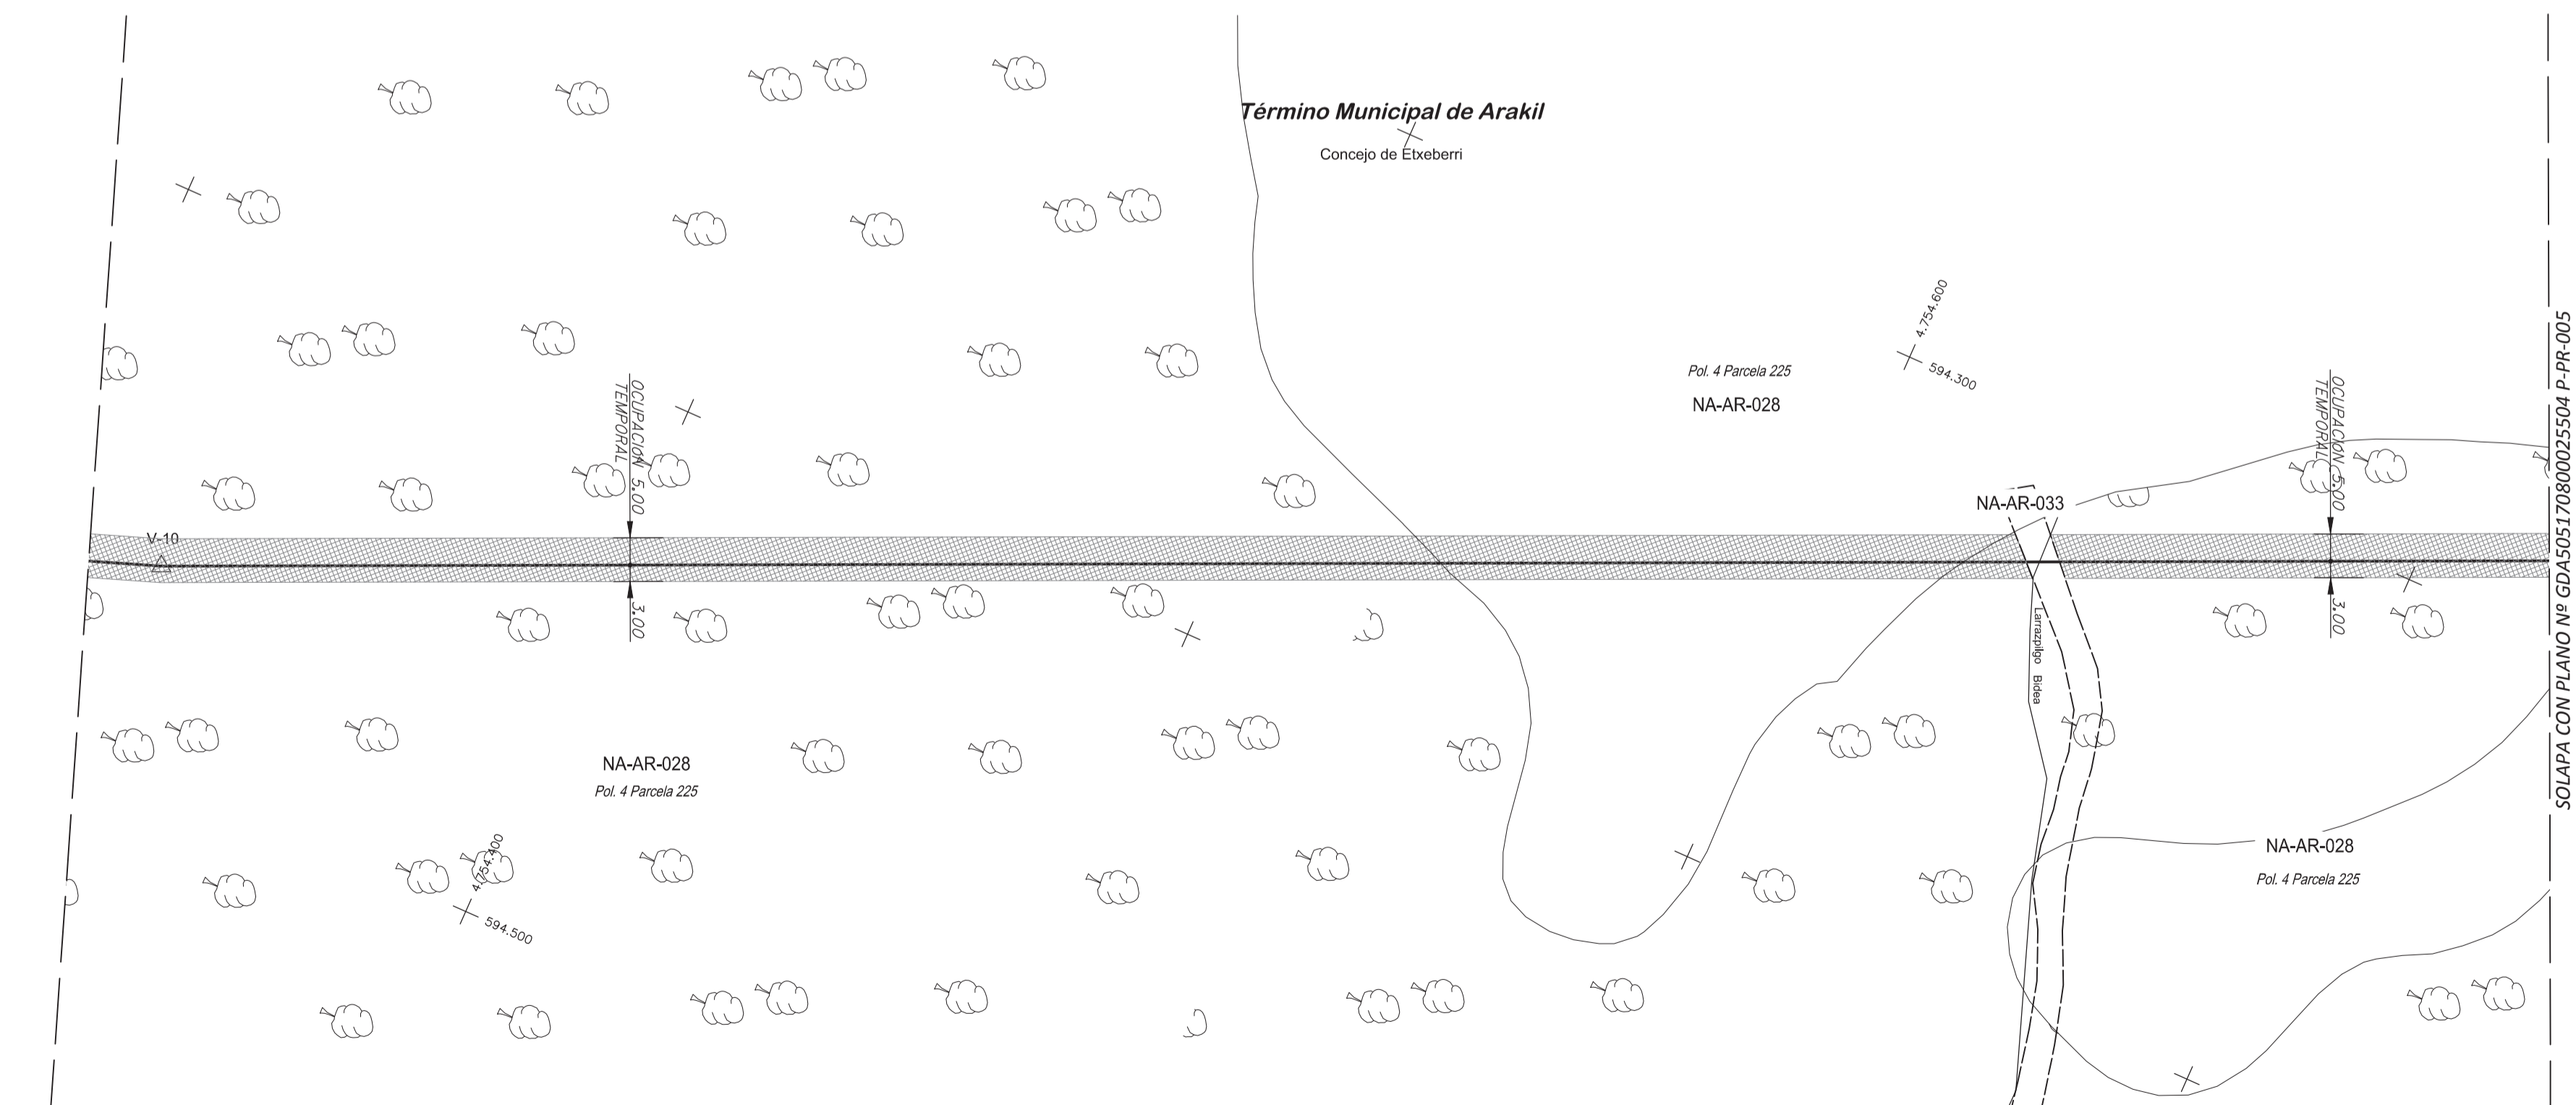 Término Municipal de Arakil
Concejo de Etxeberri
4.754.600
594.300
Pol. 4 Parcela 225
NA-AR-028
OCUPACIÓN 5.00
TEMPORAL
3.00
V-10
NA-AR-033
OCUPACIÓN 5.00
TEMPORAL
3.00
Larrazpilgo Bidea
NA-AR-028
Pol. 4 Parcela 225
4.754.400
594.500
NA-AR-028
Pol. 4 Parcela 225
SOLAPA CON PLANO Nº GDA5051708000025504 P-PR-005